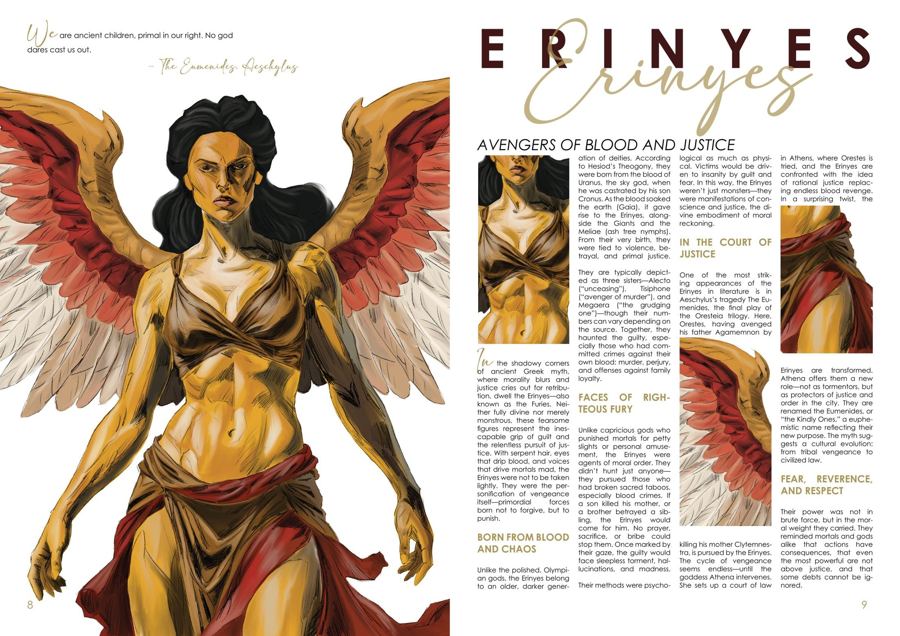 We are ancient children, primal in our right. No god
dares cast us out.
- The Eumenides, Aeschylus
8
ERINYES
Erinyes
AVENGERS OF BLOOD AND JUSTICE
In the shadowy corners
of ancient Greek myth,
where morality blurs and
justice cries out for retribu-
tion, dwell the Erinyes—also
known as the Furies. Nei-
ther fully divine nor merely
monstrous, these fearsome
figures represent the ines-
capable grip of guilt and
the relentless pursuit of jus-
tice. With serpent hair, eyes
that drip blood, and voices
that drive mortals mad, the
Erinyes were not to be taken
lightly. They were the per-
sonification of vengeance
itself—primordial forces
born not to forgive, but to
punish.
BORN FROM BLOOD
AND CHAOS
Unlike the polished, Olympi-
an gods, the Erinyes belong
to an older, darker gener-
ation of deities. According
to Hesiod's Theogony, they
were born from the blood of
Uranus, the sky god, when
he was castrated by his son
Cronus. As the blood soaked
the earth (Gaia), it gave
rise to the Erinyes, along-
side the Giants and the
Meliae (ash tree nymphs).
From their very birth, they
were tied to violence, be-
trayal, and primal justice.
They are typically depict-
ed as three sisters—Alecto
("unceasing"), Tisiphone
("avenger of murder"), and
Megaera ("the grudging
one")—though their num-
bers can vary depending on
the source. Together, they
haunted the guilty, espe-
cially those who had com-
mitted crimes against their
own blood: murder, perjury,
and offenses against family
loyalty.
FACES OF RIGH-
TEOUS FURY
Unlike capricious gods who
punished mortals for petty
slights or personal amuse-
ment, the Erinyes were
agents of moral order. They
didn't hunt just anyone—
they pursued those who
had broken sacred taboos,
especially blood crimes. If
a son killed his mother, or
a brother betrayed a sib-
ling, the Erinyes would
come for him. No prayer,
sacrifice, or bribe could
stop them. Once marked by
their gaze, the guilty would
face sleepless torment, hal-
lucinations, and madness.
Their methods were psycho-
logical as much as physi-
cal. Victims would be driv-
en to insanity by guilt and
fear. In this way, the Erinyes
weren't just monsters—they
were manifestations of con-
science and justice, the di-
vine embodiment of moral
reckoning.
IN THE COURT OF
JUSTICE
One of the most strik-
ing appearances of the
Erinyes in literature is in
Aeschylus's tragedy The Eu-
menides, the final play of
the Oresteia trilogy. Here,
Orestes, having avenged
his father Agamemnon by
killing his mother Clytemnes-
tra, is pursued by the Erinyes.
The cycle of vengeance
seems endless—until the
goddess Athena intervenes.
She sets up a court of law
in Athens, where Orestes is
tried, and the Erinyes are
confronted with the idea
of rational justice replac-
ing endless blood revenge.
In a surprising twist, the
Erinyes are transformed.
Athena offers them a new
role—not as tormentors, but
as protectors of justice and
order in the city. They are
renamed the Eumenides, or
"the Kindly Ones," a euphe-
mistic name reflecting their
new purpose. The myth sug-
gests a cultural evolution:
from tribal vengeance to
civilized law.
FEAR, REVERENCE,
AND RESPECT
Their power was not in
brute force, but in the mor-
al weight they carried. They
reminded mortals and gods
alike that actions have
consequences, that even
the most powerful are not
above justice, and that
some debts cannot be ig-
nored.
9